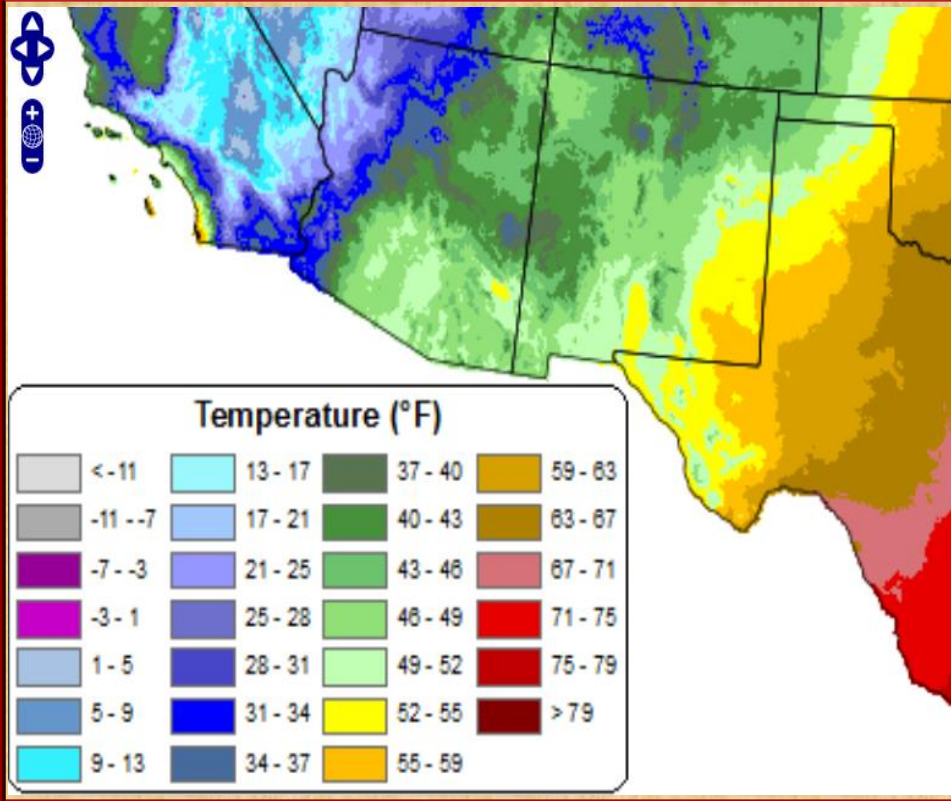 +
−
Temperature (°F)
< -11 13 - 17 37 - 40 59 - 63
-11 - -7 17 - 21 40 - 43 63 - 67
-7 - -3 21 - 25 43 - 46 67 - 71
-3 - 1 25 - 28 46 - 49 71 - 75
1 - 5 28 - 31 49 - 52 75 - 79
5 - 9 31 - 34 52 - 55 > 79
9 - 13 34 - 37 55 - 59